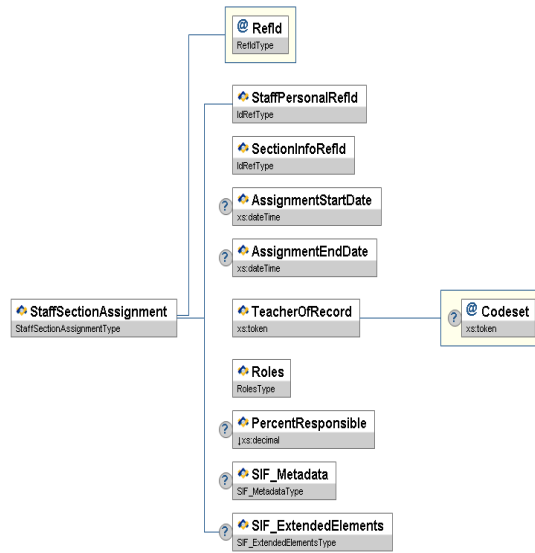 @ RefId
RefIdType
StaffPersonalRefId
IdRefType
SectionInfoRefId
IdRefType
? AssignmentStartDate
xs:dateTime
? AssignmentEndDate
xs:dateTime
StaffSectionAssignment
StaffSectionAssignmentType
TeacherOfRecord
xs:token
? @ Codeset
xs:token
Roles
RolesType
? PercentResponsible
↓xs:decimal
? SIF_Metadata
SIF_MetadataType
? SIF_ExtendedElements
SIF_ExtendedElementsType